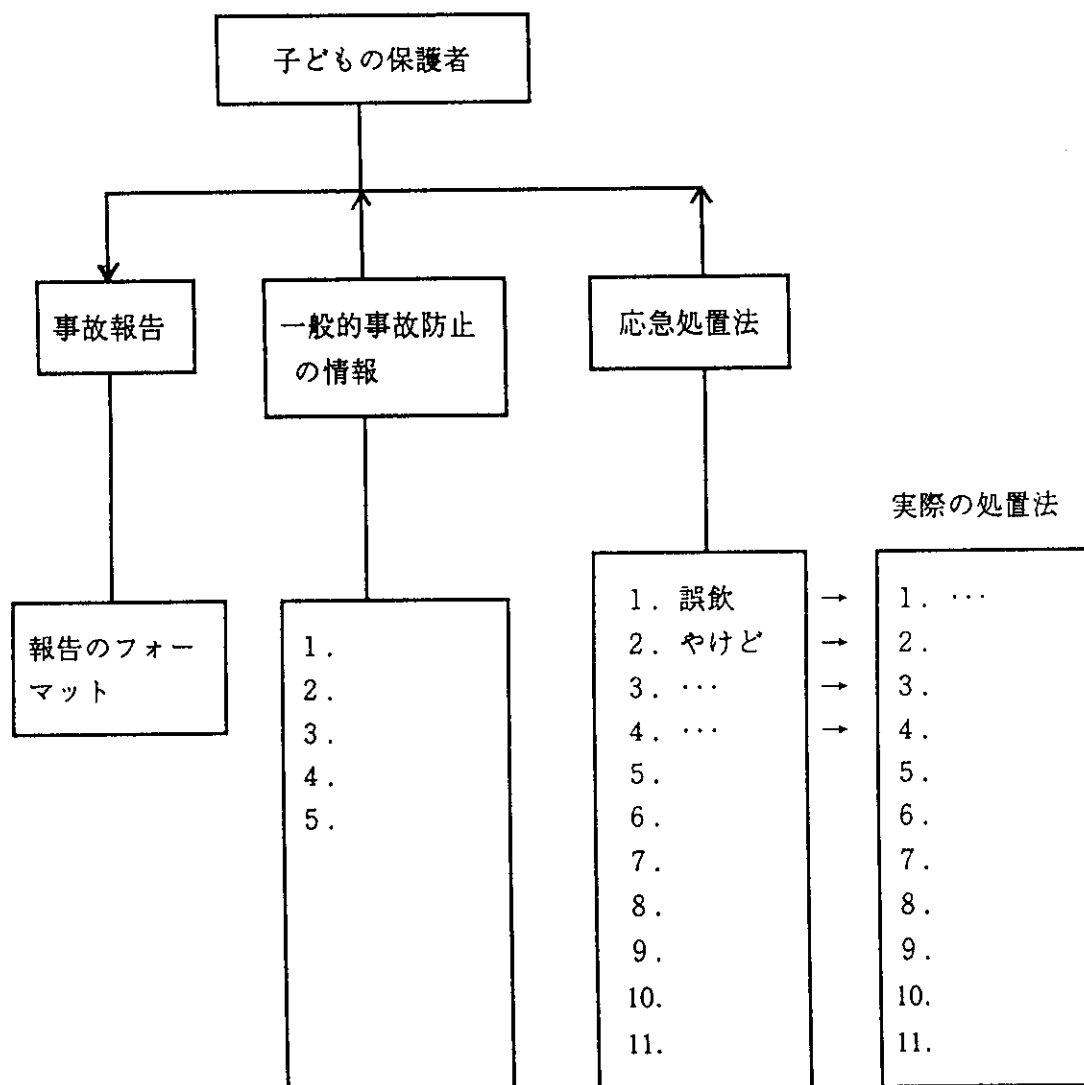 子どもの保護者
事故報告
一般的事故防止
の情報
応急処置法
報告のフォー
マット
1.
2.
3.
4.
5.
1. 誤飲 →
2. やけど →
3. ··· →
4. ··· →
5.
6.
7.
8.
9.
10.
11.
実際の処置法
1. ···
2.
3.
4.
5.
6.
7.
8.
9.
10.
11.